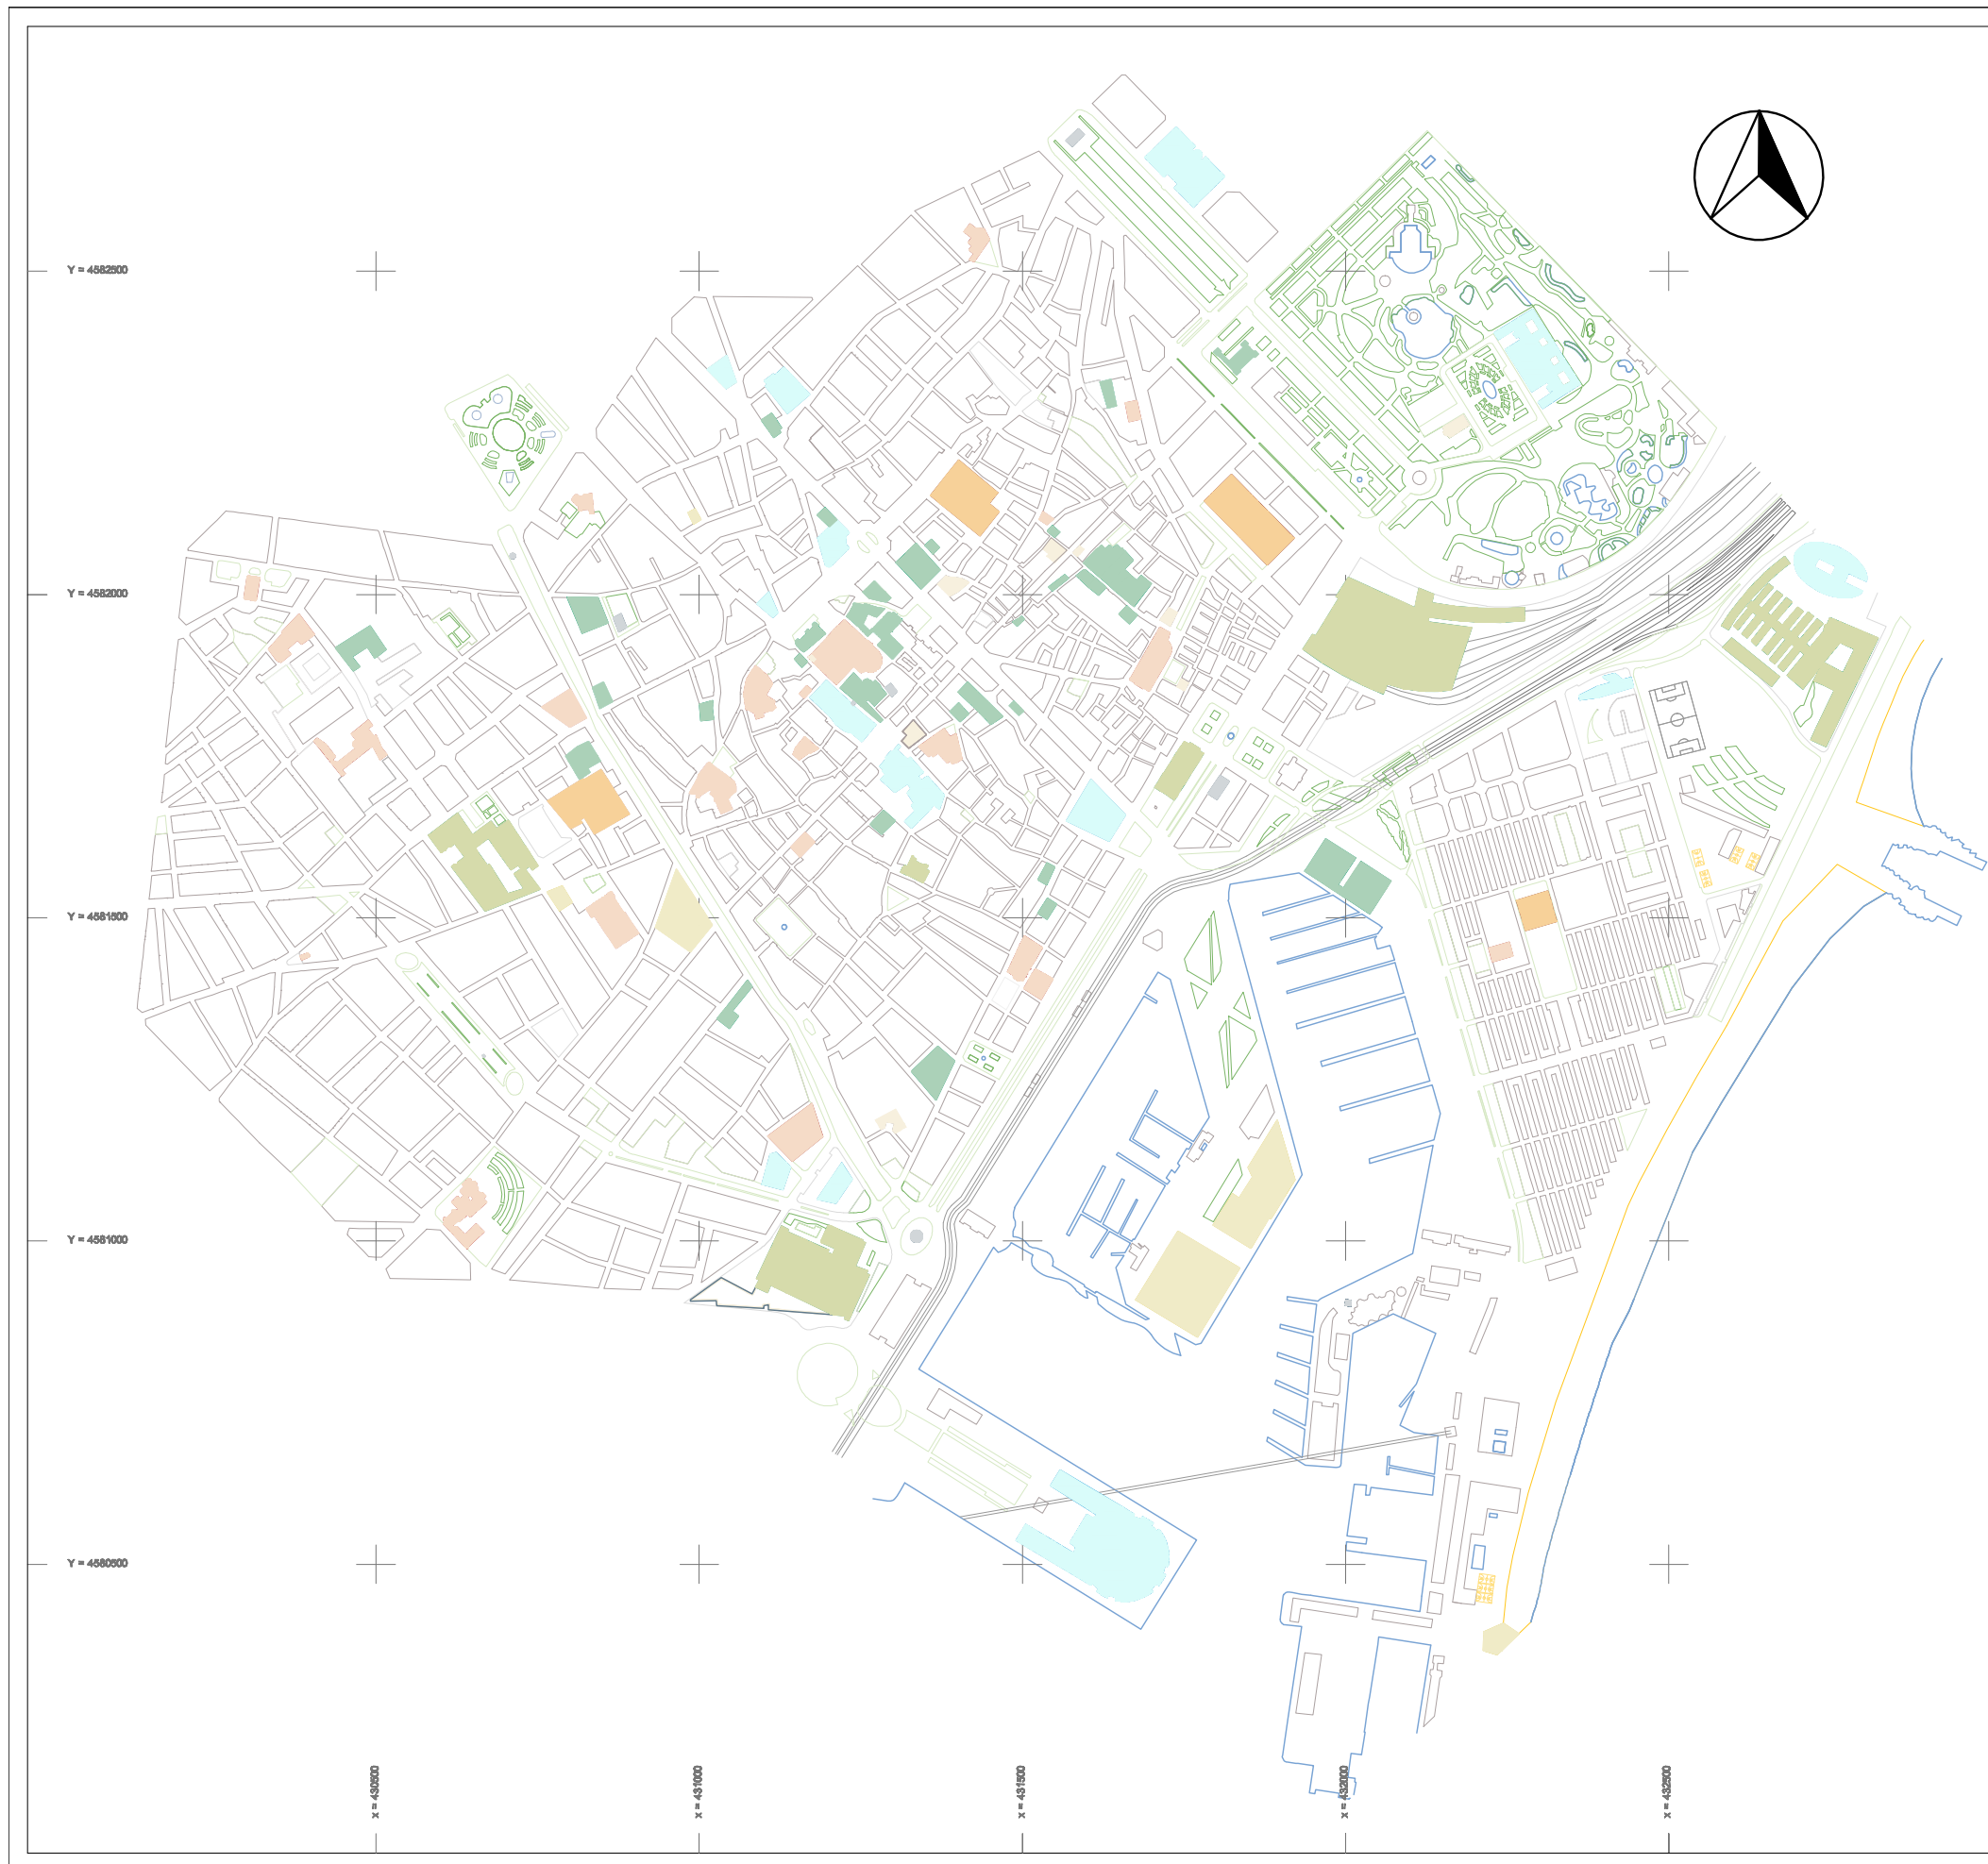 Y = 4582500
Y = 4582000
Y = 4581500
Y = 4581000
Y = 4580500
x = 430500
x = 431000
x = 431500
x = 432000
x = 432500